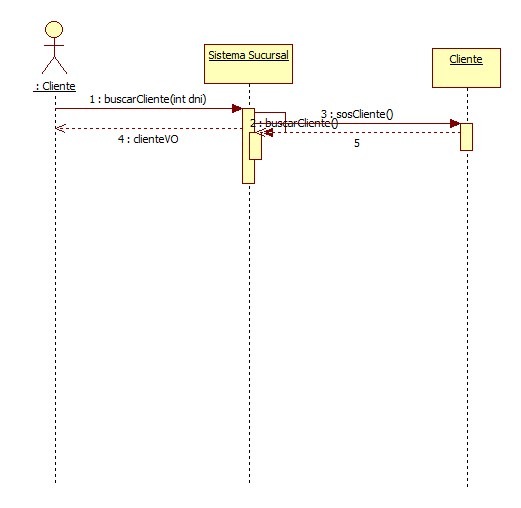 Sistema Sucursal
Cliente
: Cliente
1 : buscarCliente(int dni)
3 : sosCliente()
2 : buscarCliente()
4 : clienteVO
5